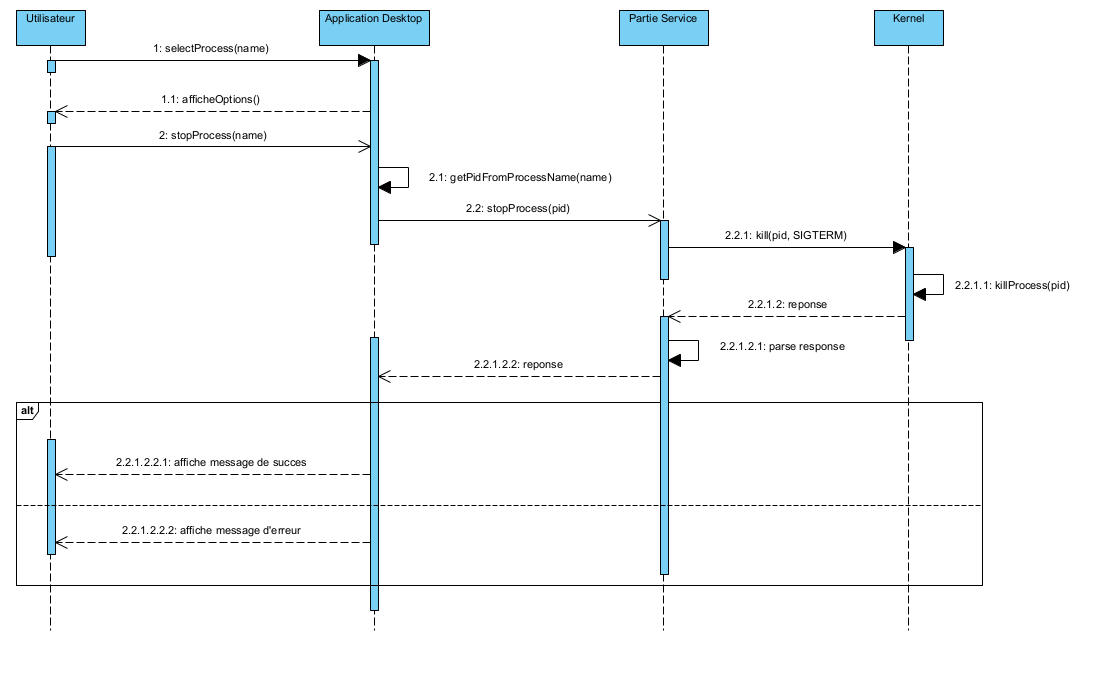 Utilisateur
Application Desktop
Partie Service
Kernel
1: selectProcess(name)
1.1: afficheOptions()
2: stopProcess(name)
2.1: getPidFromProcessName(name)
2.2: stopProcess(pid)
2.2.1: kill(pid, SIGTERM)
2.2.1.1: killProcess(pid)
2.2.1.2: reponse
2.2.1.2.1: parse response
2.2.1.2.2: reponse
alt
2.2.1.2.2.1: affiche message de succes
2.2.1.2.2.2: affiche message d'erreur